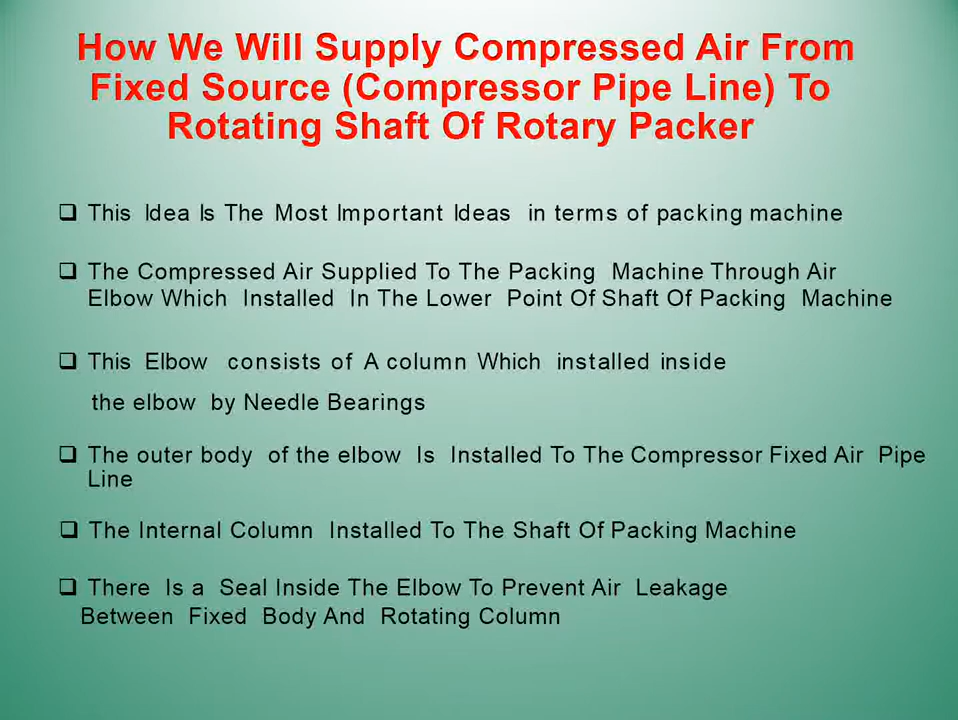 How We Will Supply Compressed Air From
Fixed Source (Compressor Pipe Line) To
Rotating Shaft Of Rotary Packer
❑ This Idea Is The Most Important Ideas in terms of packing machine
❑ The Compressed Air Supplied To The Packing Machine Through Air
Elbow Which Installed In The Lower Point Of Shaft Of Packing Machine
❑ This Elbow consists of A column Which installed inside
the elbow by Needle Bearings
❑ The outer body of the elbow Is Installed To The Compressor Fixed Air Pipe
Line
❑ The Internal Column Installed To The Shaft Of Packing Machine
❑ There Is a Seal Inside The Elbow To Prevent Air Leakage
Between Fixed Body And Rotating Column